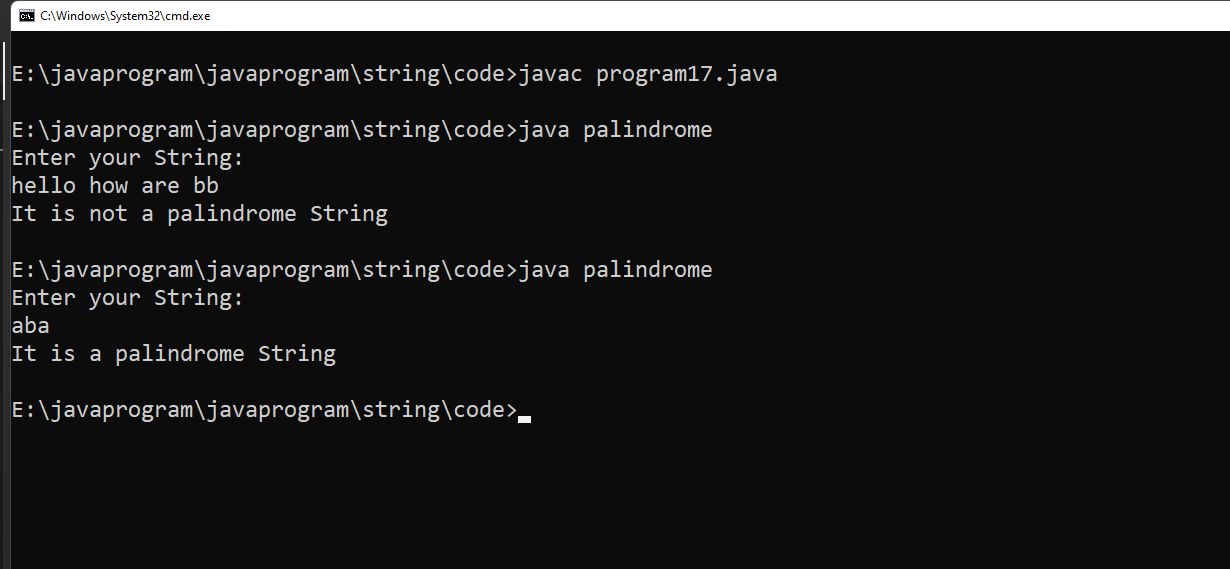 C:\Windows\System32\cmd.exe
E:\javaprogram\javaprogram\string\code>javac program17.java
E:\javaprogram\javaprogram\string\code>java palindrome
Enter your String:
hello how are bb
It is not a palindrome String
E:\javaprogram\javaprogram\string\code>java palindrome
Enter your String:
aba
It is a palindrome String
E:\javaprogram\javaprogram\string\code>